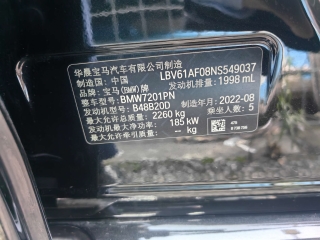 华晨宝马汽车有限公司制造
制造国：中国 LBV61AF08NS549037
品牌：宝马(BMW)牌 发动机排量：1998 mL
整车型号：BMW7201PN
发动机型号：B48B20D 制造年月：2022-08
最大允许总质量：2260 kg 乘坐人数：5
发动机最大净功率：185 kW
最大允许牵引质量：- kg